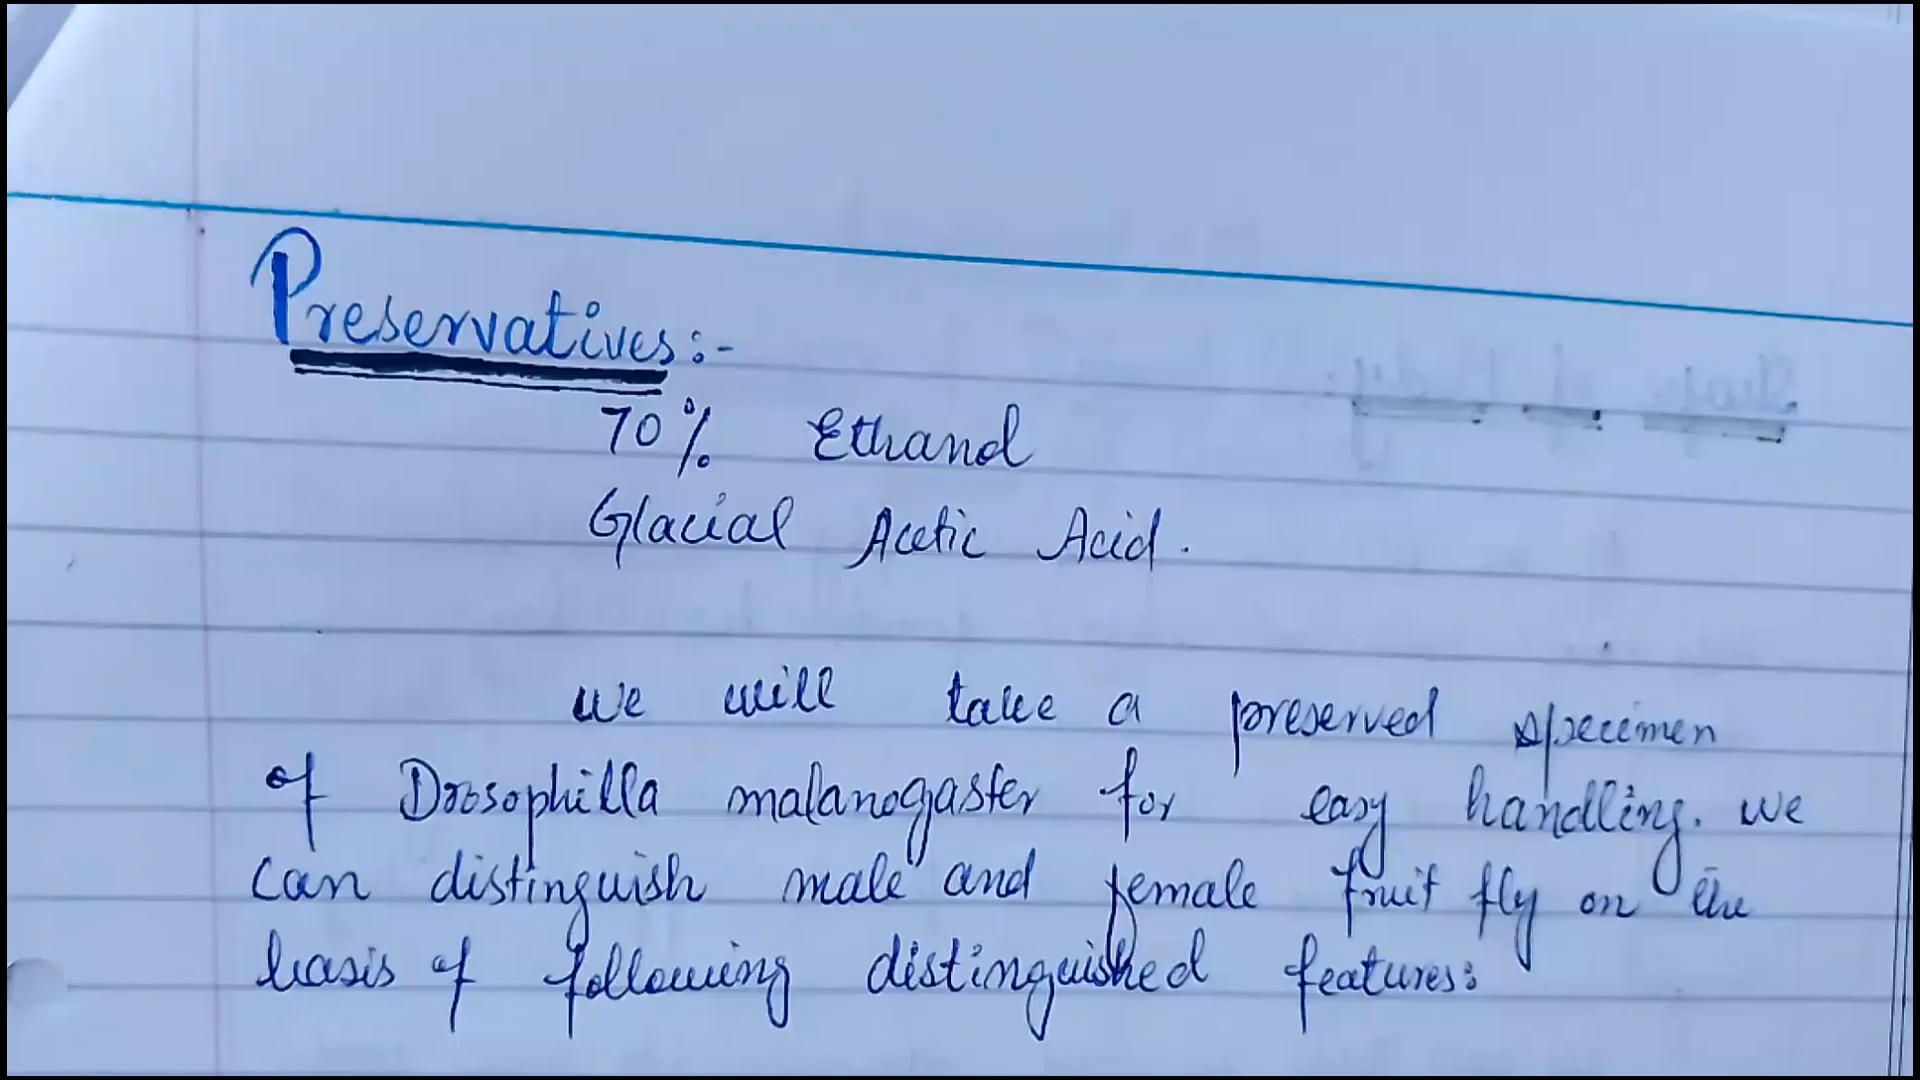 Preservatives:-
70% Ethanol
Glacial Acetic Acid.
we will take a preserved specimen
of Drosophilla malanogaster for easy handling. we
can distinguish male and female fruit fly on the
basis of following distinguished features: